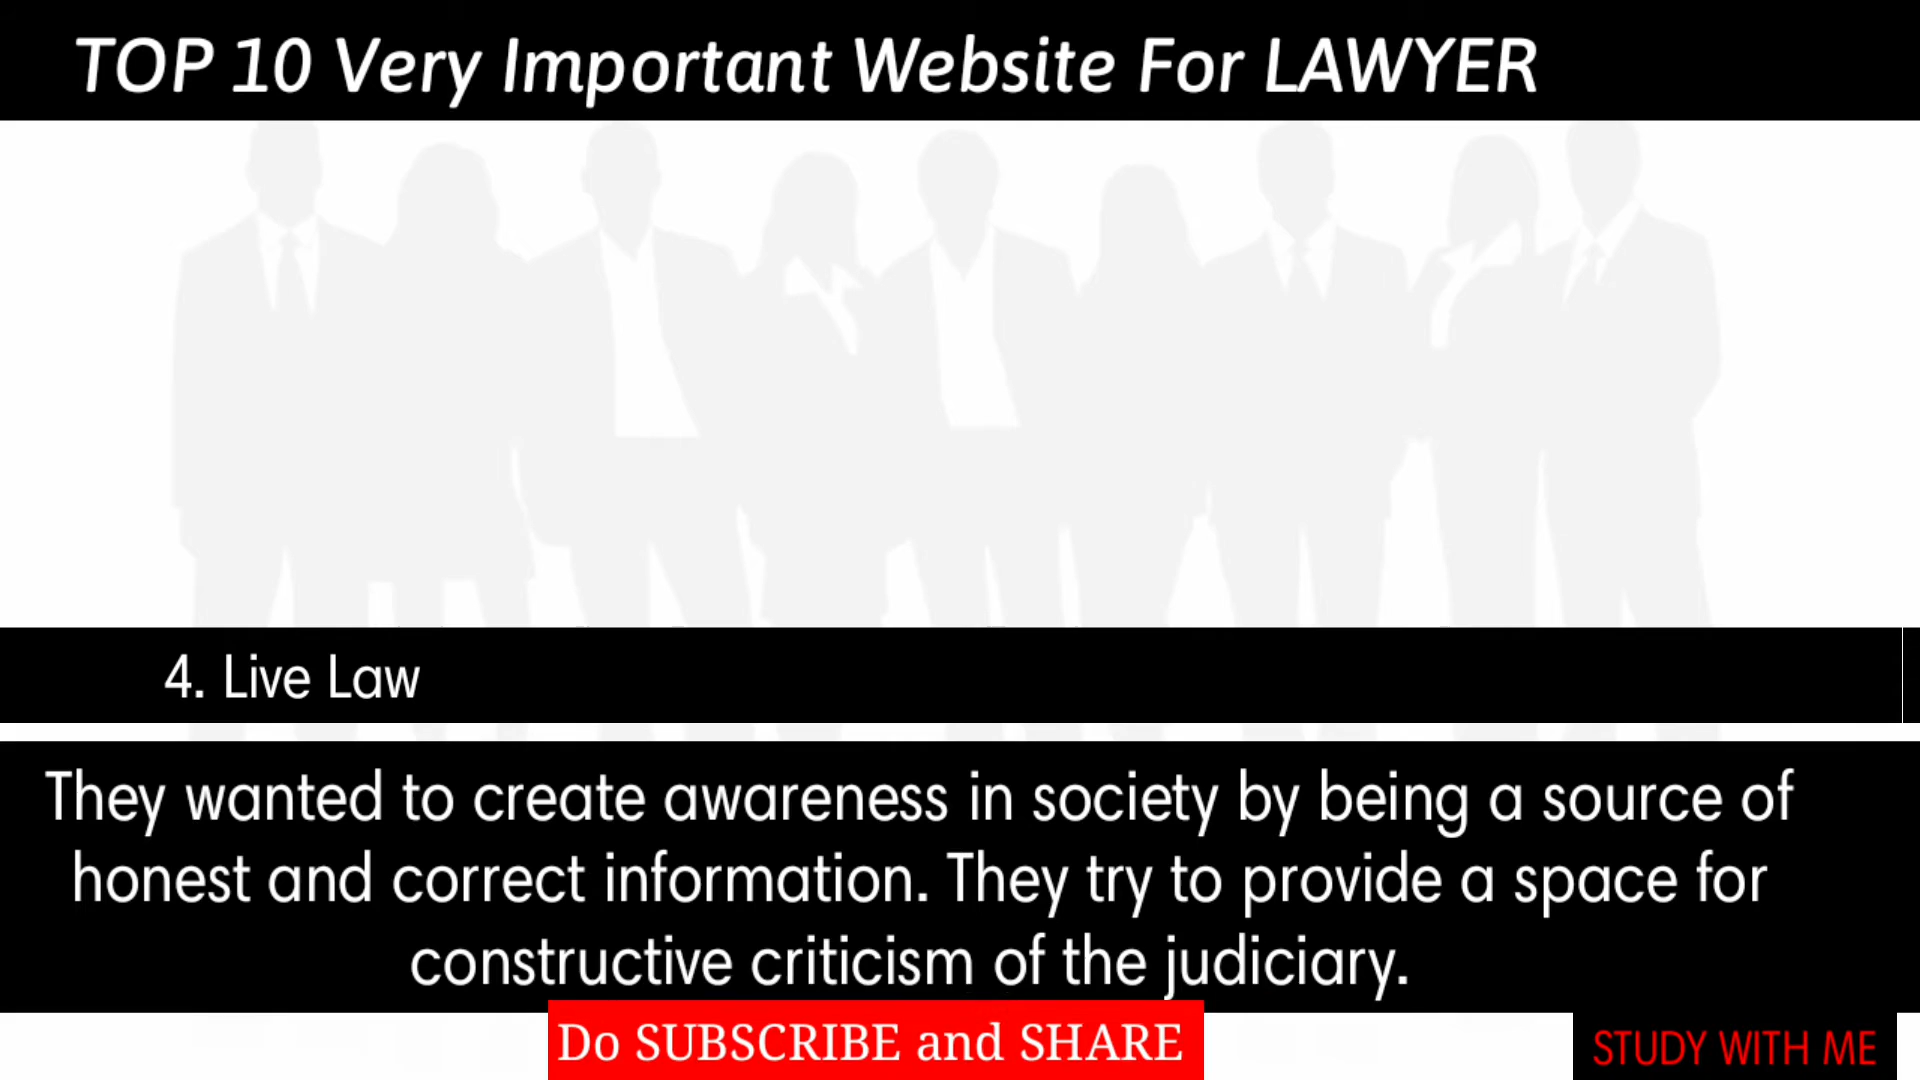 TOP 10 Very Important Website For LAWYER
4. Live Law
They wanted to create awareness in society by being a source of
honest and correct information. They try to provide a space for
constructive criticism of the judiciary.
Do SUBSCRIBE and SHARE
STUDY WITH ME